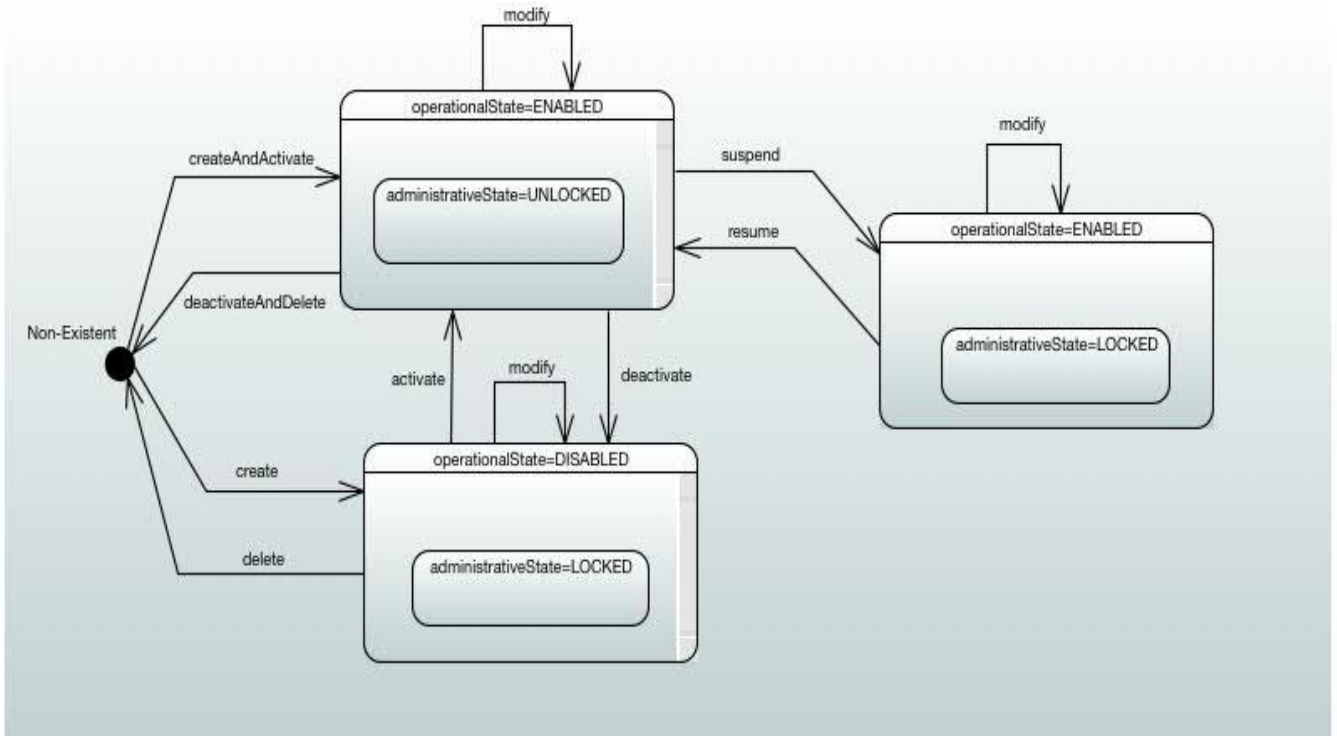 modify
operationalState=ENABLED
createAndActivate
administrativeState=UNLOCKED
suspend
modify
resume
operationalState=ENABLED
deactivateAndDelete
Non-Existent
administrativeState=LOCKED
activate
modify
deactivate
operationalState=DISABLED
create
delete
administrativeState=LOCKED